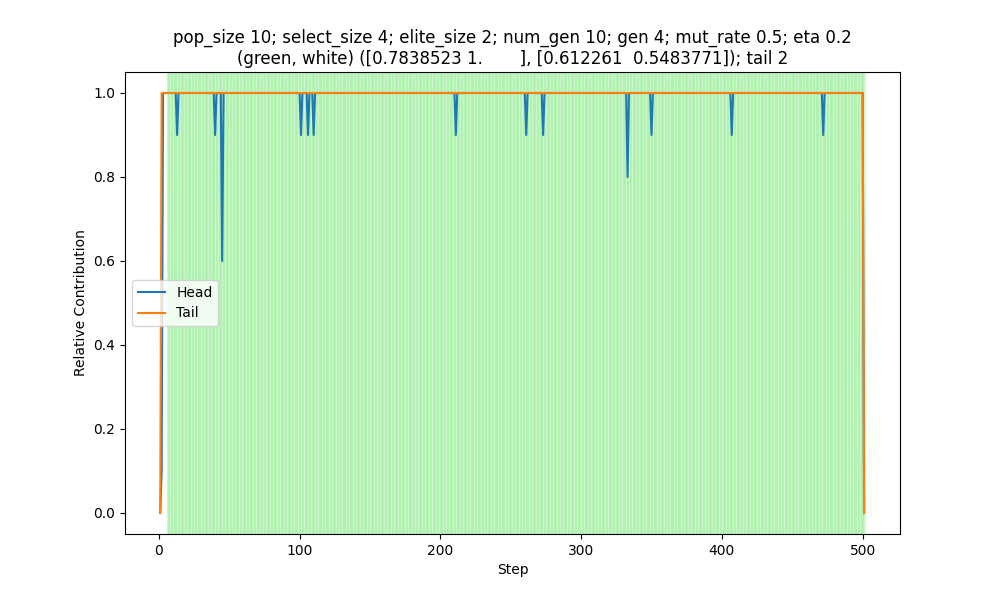 pop_size 10; select_size 4; elite_size 2; num_gen 10; gen 4; mut_rate 0.5; eta 0.2
(green, white) ([0.7838523 1.        ], [0.612261  0.5483771]); tail 2
1.0
0.8
0.6
0.4
0.2
0.0
Relative Contribution
Head
Tail
0
100
200
300
400
500
Step